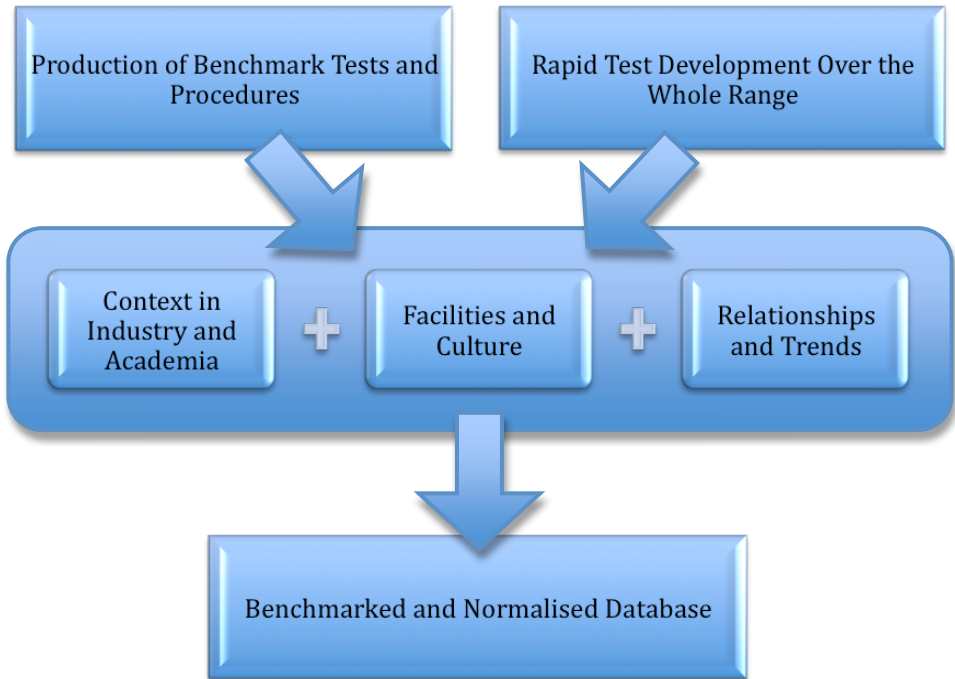 Production of Benchmark Tests and
Procedures
Rapid Test Development Over the
Whole Range
Context in
Industry and
Academia
Facilities and
Culture
Relationships
and Trends
Benchmarked and Normalised Database